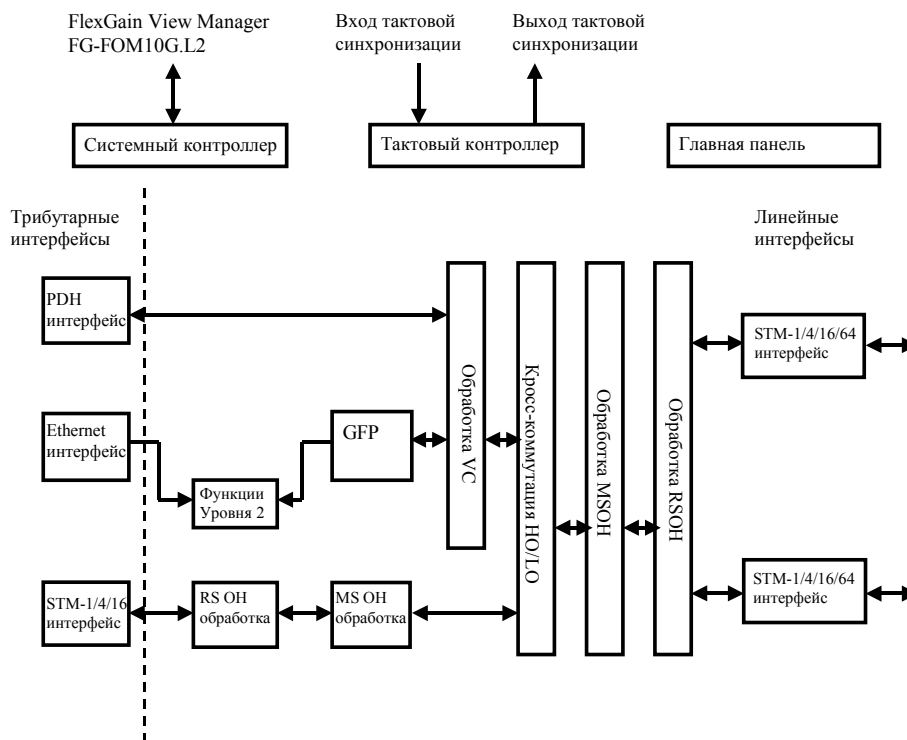 FlexGain View Manager
FG-FOM10G.L2
Вход тактовой
синхронизации
Выход тактовой
синхронизации
Системный контроллер
Тактовый контроллер
Главная панель
Трибутарные
интерфейсы
Линейные
интерфейсы
PDH
интерфейс
Ethernet
интерфейс
Функции
Уровня 2
GFP
STM-1/4/16
интерфейс
RS OH
обработка
MS OH
обработка
Обработка VC
Кросс-коммутация HO/LO
Обработка MSOH
Обработка RSOH
STM-1/4/16/64
интерфейс
STM-1/4/16/64
интерфейс